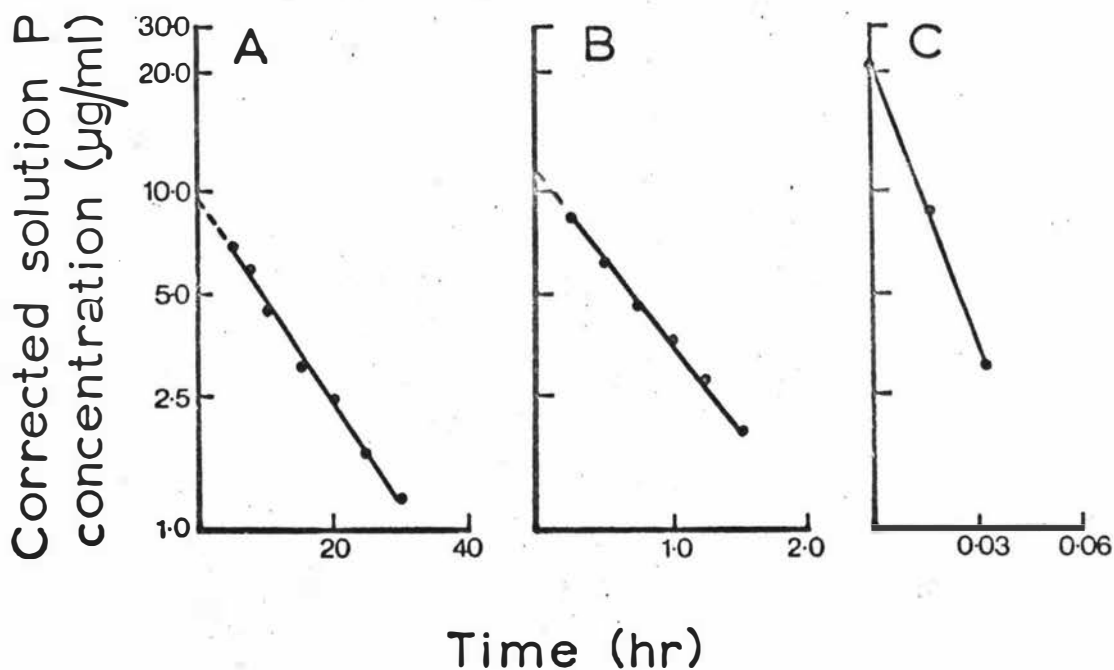 Corrected solution P
concentration (µg/ml)
30·0
20·0
10·0
5·0
2·5
1·0
A
20
40
B
1·0
2·0
C
0·03
0·06
Time (hr)